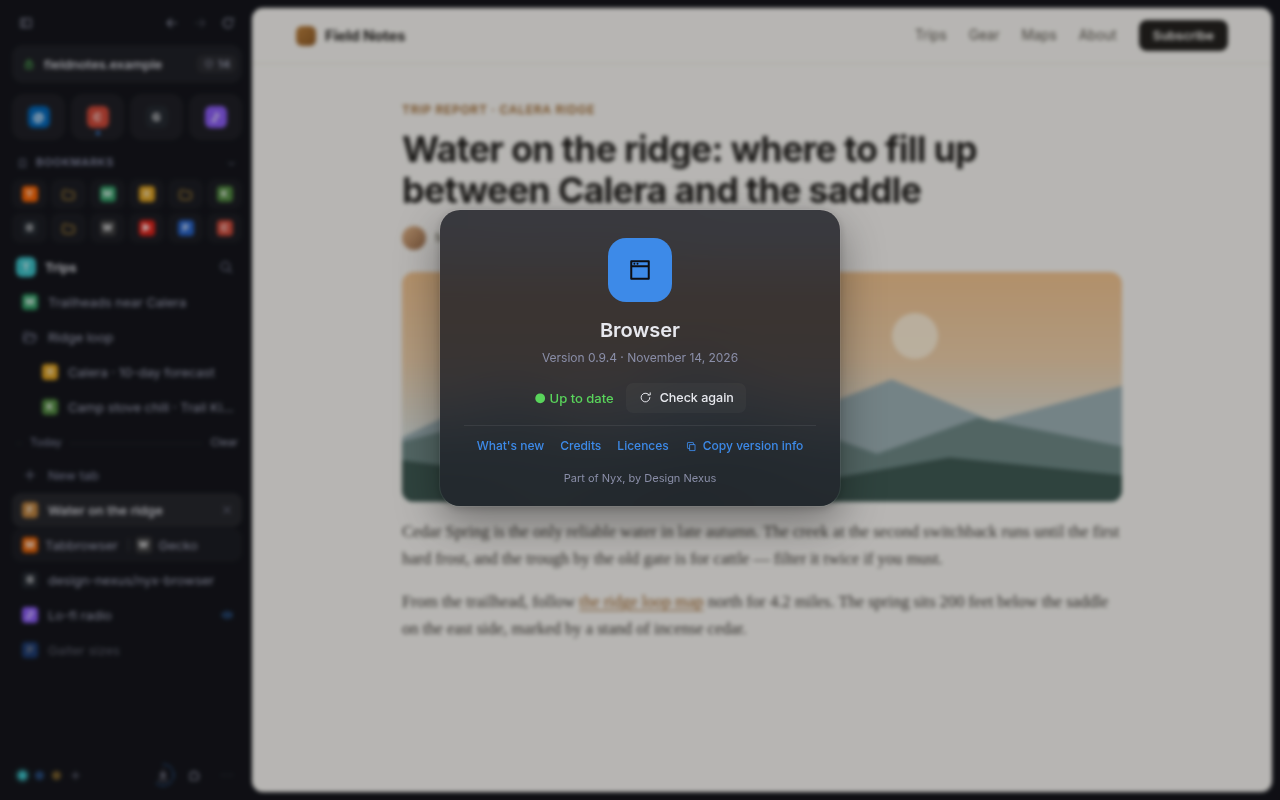 fieldnotes.example
BOOKMARKS
Trips
Trailheads near Calera
Ridge loop
Calera · 10-day forecast
Camp stove chili · Trail Ki...
Today
Clear
New tab
Water on the ridge
Tabbrowser
Gecko
design-nexus/nyx-browser
Lo-fi radio
Gaiter sizes
Field Notes
Trips
Gear
Maps
About
Subscribe
TRIP REPORT · CALERA RIDGE
Water on the ridge: where to fill up
between Calera and the saddle
Browser
Version 0.9.4 · November 14, 2026
Up to date
Check again
What's new
Credits
Licences
Copy version info
Part of Nyx, by Design Nexus
Cedar Spring is the only reliable water in late autumn. The creek at the second switchback runs until the first
hard frost, and the trough by the old gate is for cattle — filter it twice if you must.
From the trailhead, follow the ridge loop map north for 4.2 miles. The spring sits 200 feet below the saddle
on the east side, marked by a stand of incense cedar.